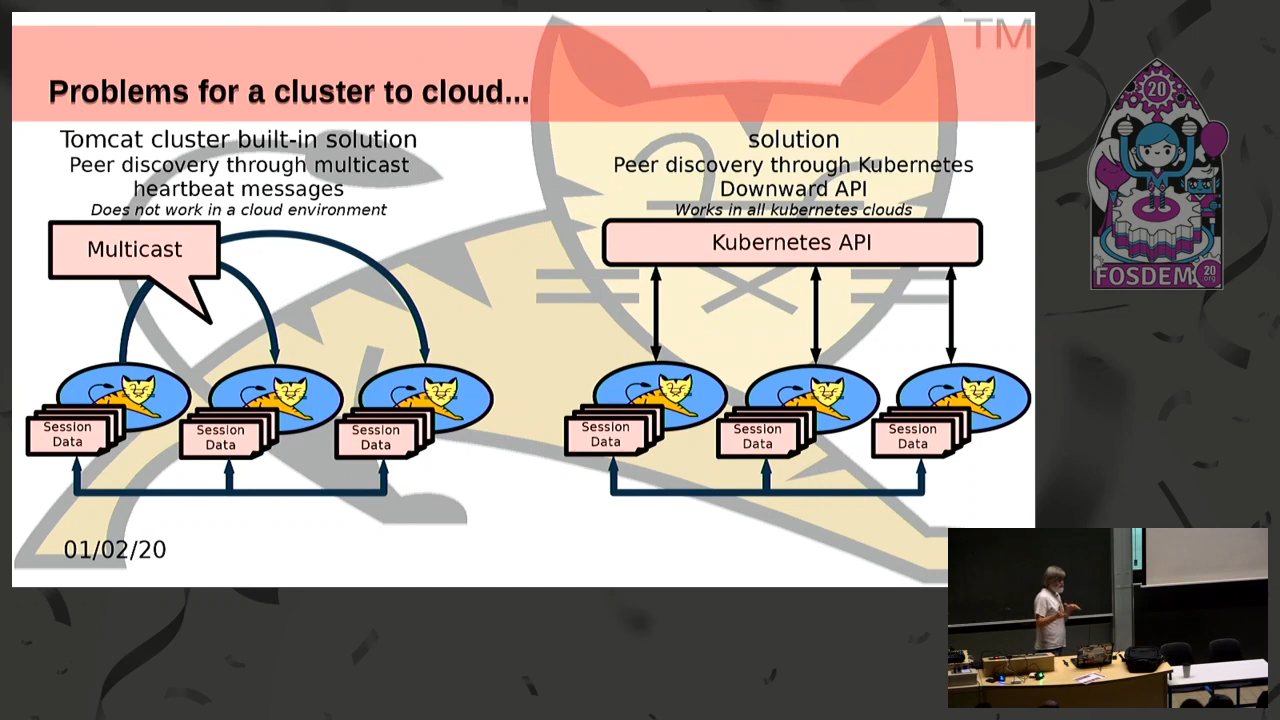 TM
Problems for a cluster to cloud...
Tomcat cluster built-in solution
Peer discovery through multicast
heartbeat messages
Does not work in a cloud environment
Multicast
Session
Data
Session
Data
Session
Data
solution
Peer discovery through Kubernetes
Downward API
Works in all kubernetes clouds
Kubernetes API
Session
Data
Session
Data
Session
Data
01/02/20
20
FOSDEM
20
.org